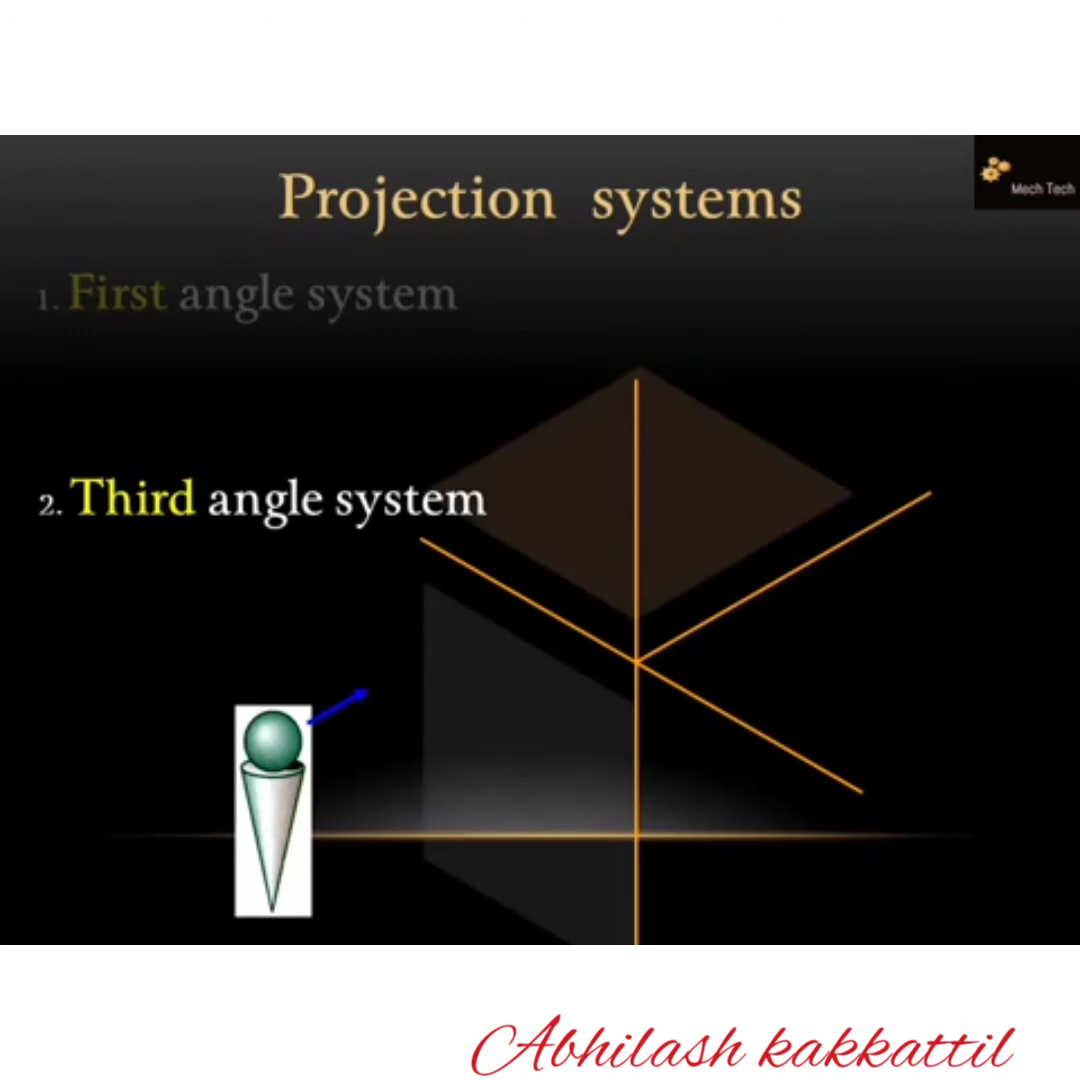 Projection systems
Mech Tech
1. First angle system
2. Third angle system
Abhilash kakkattil